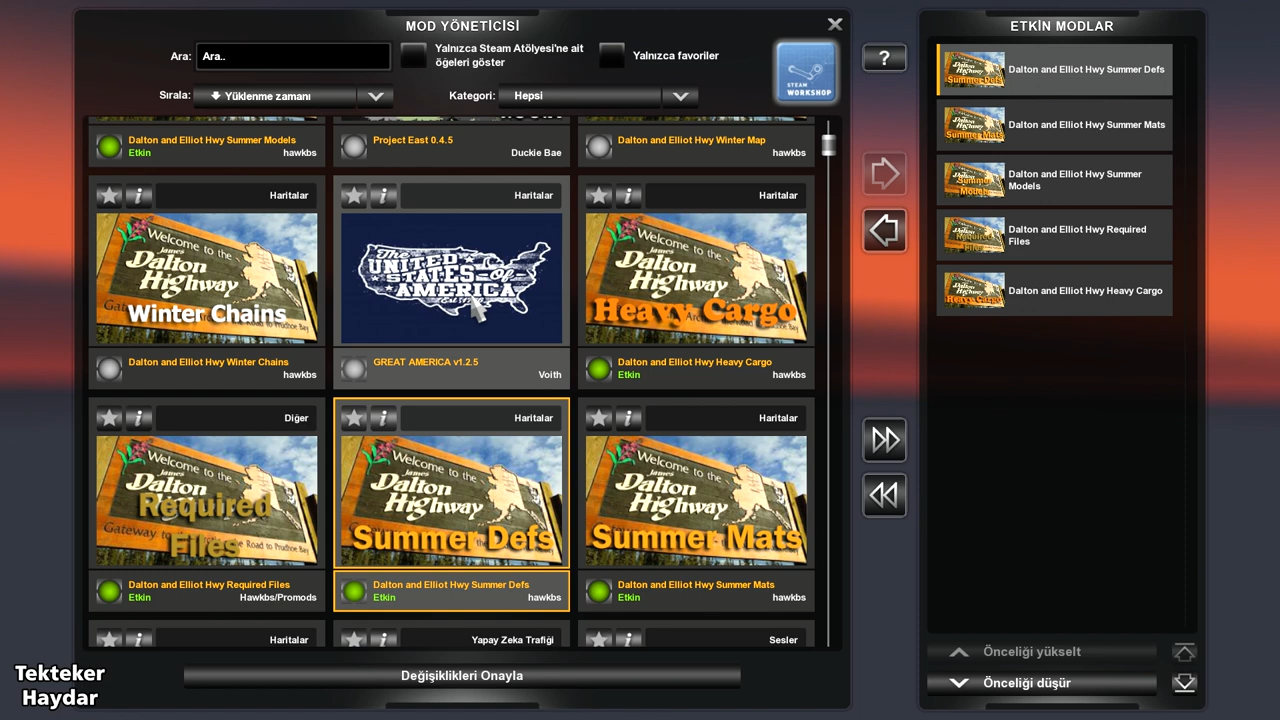 MOD YÖNETİCİSİ
Ara:
Ara..
Yalnızca Steam Atölyesi'ne ait
öğeleri göster
Yalnızca favoriler
STEAM
WORKSHOP
Sırala:
Yüklenme zamanı
Kategori:
Hepsi
Dalton and Elliot Hwy Summer Models
Etkin
hawkbs
Project East 0.4.5
Duckie Bae
Dalton and Elliot Hwy Winter Map
hawkbs
Haritalar
Welcome to the
James
Dalton
Highway
Winter Chains
Dalton and Elliot Hwy Winter Chains
hawkbs
Haritalar
The
UNITED
STATES of
AMERICA
GREAT AMERICA v1.2.5
Voith
Haritalar
Welcome to the
James
Dalton
Highway
Heavy Cargo
Dalton and Elliot Hwy Heavy Cargo
Etkin
hawkbs
Diğer
Welcome to the
James
Dalton
Required
Files
Dalton and Elliot Hwy Required Files
Etkin
Hawkbs/Promods
Haritalar
Welcome to the
James
Dalton
Highway
Summer Defs
Dalton and Elliot Hwy Summer Defs
Etkin
hawkbs
Haritalar
Welcome to the
James
Dalton
Highway
Summer Mats
Dalton and Elliot Hwy Summer Mats
Etkin
hawkbs
Haritalar
Yapay Zeka Trafiği
Sesler
Değişiklikleri Onayla
?
ETKİN MODLAR
Dalton and Elliot Hwy Summer Defs
Dalton and Elliot Hwy Summer Mats
Dalton and Elliot Hwy Summer
Models
Dalton and Elliot Hwy Required
Files
Dalton and Elliot Hwy Heavy Cargo
Önceliği yükselt
Önceliği düşür
Tekteker
Haydar